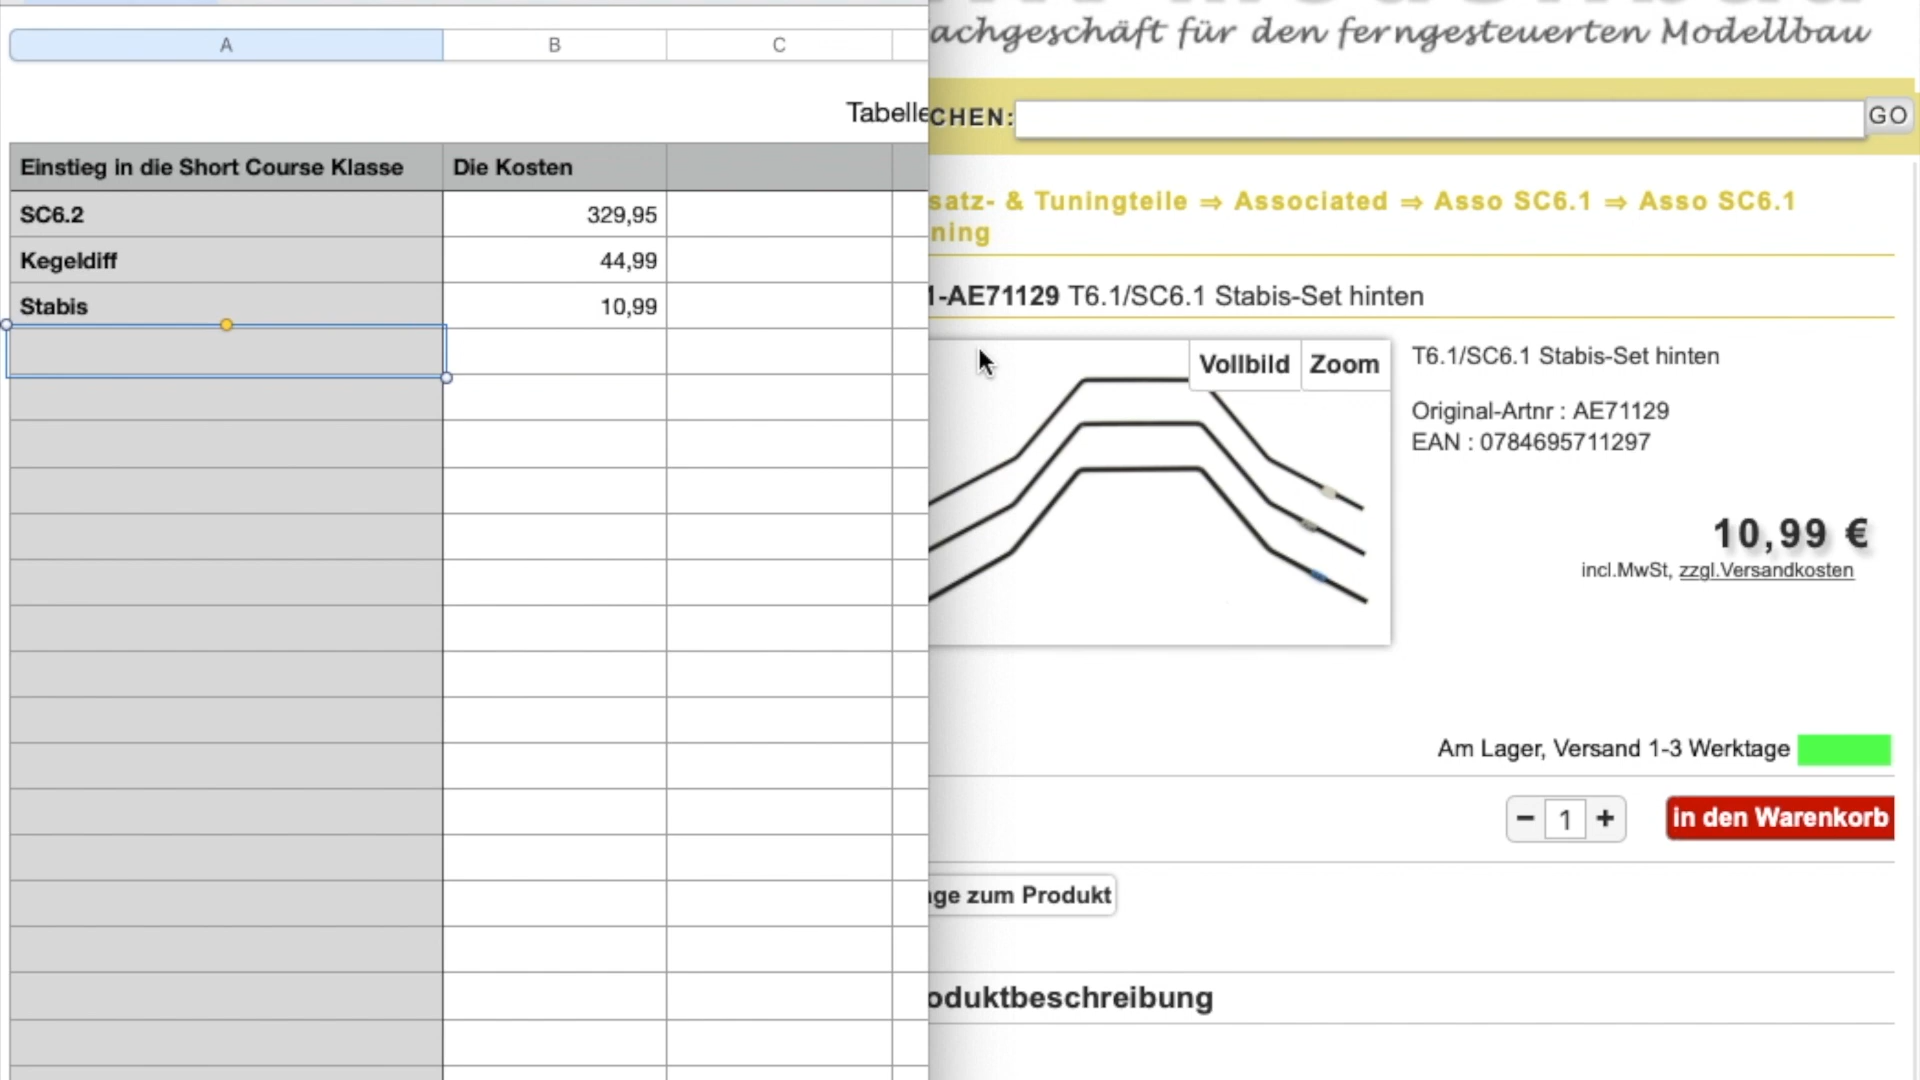 A B C
Tabelle
Einstieg in die Short Course Klasse Die Kosten
SC6.2 329,95
Kegeldiff 44,99
Stabis 10,99
achgeschäft für den ferngesteuerten Modellbau
CHEN: GO
satz- & Tuningteile ⇒ Associated ⇒ Asso SC6.1 ⇒ Asso SC6.1
ning
1-AE71129 T6.1/SC6.1 Stabis-Set hinten
Vollbild Zoom
T6.1/SC6.1 Stabis-Set hinten
Original-Artnr : AE71129
EAN : 0784695711297
10,99 €
incl.MwSt, zzgl.Versandkosten
Am Lager, Versand 1-3 Werktage
− 1 + in den Warenkorb
ge zum Produkt
oduktbeschreibung